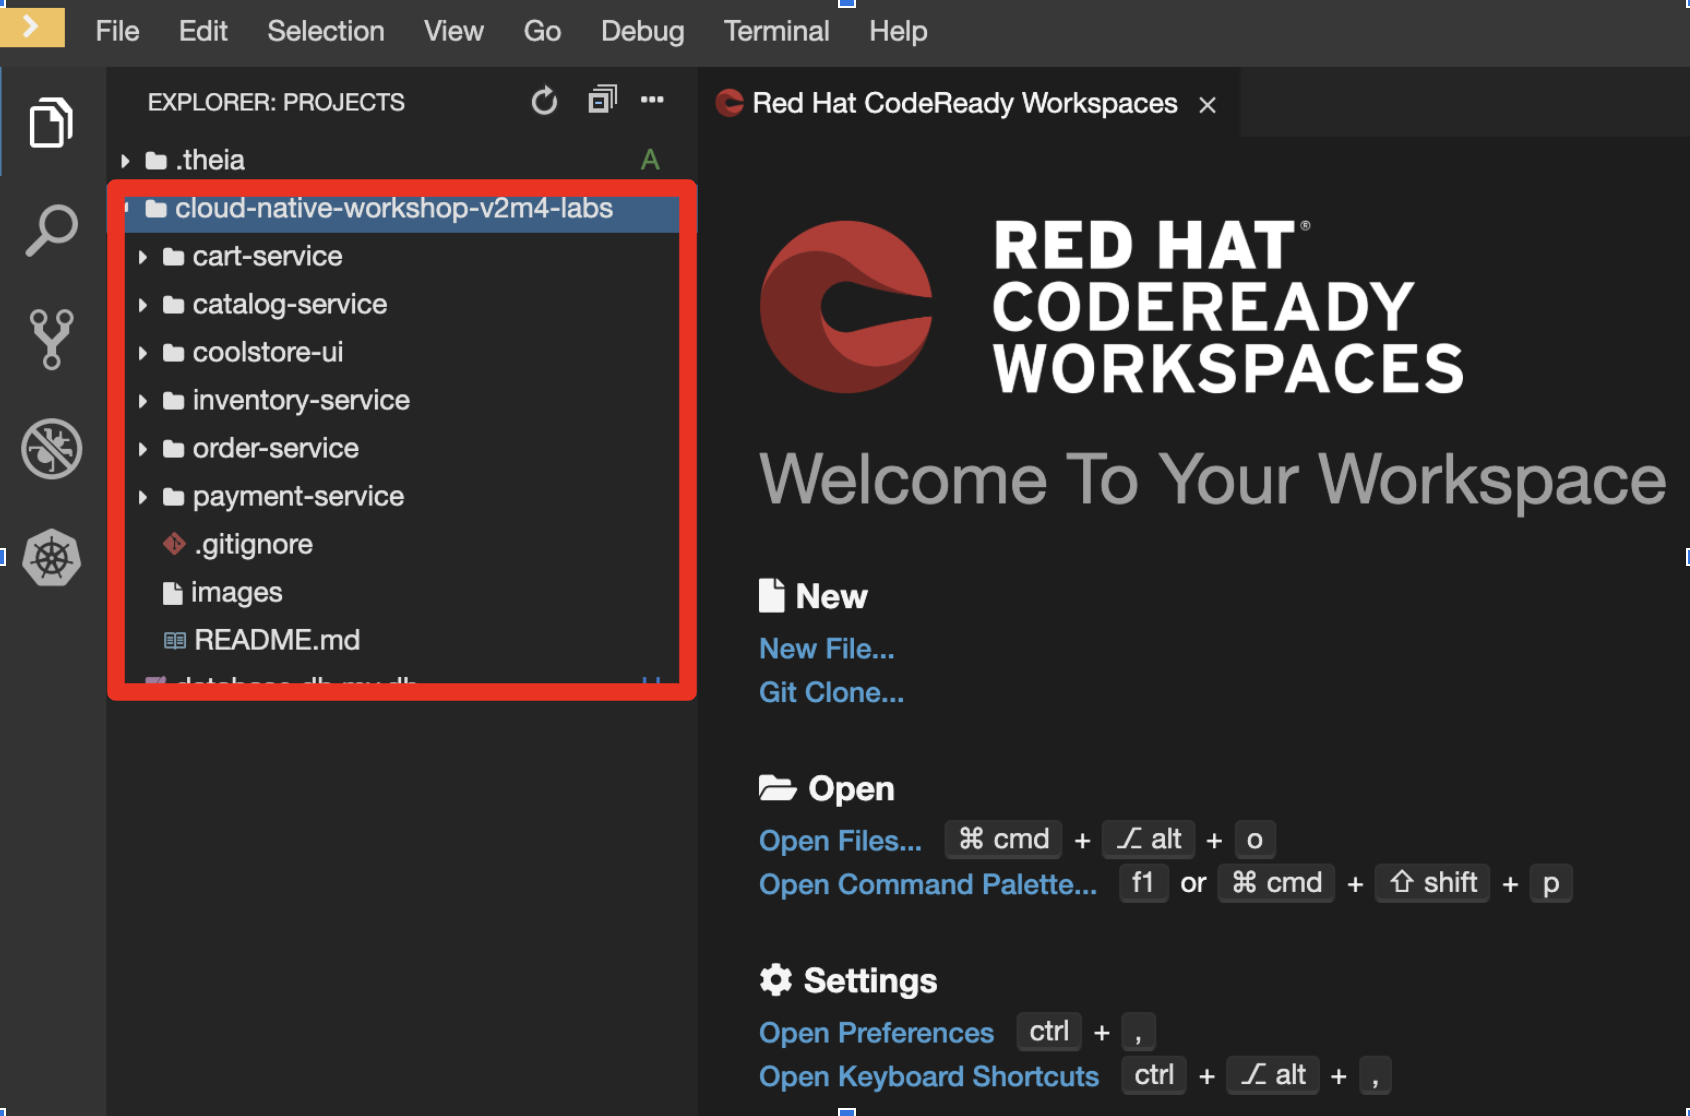 File Edit Selection View Go Debug Terminal Help
EXPLORER: PROJECTS
.theia A
cloud-native-workshop-v2m4-labs
cart-service
catalog-service
coolstore-ui
inventory-service
order-service
payment-service
.gitignore
images
README.md
Red Hat CodeReady Workspaces ×
RED HAT®
CODEREADY
WORKSPACES
Welcome To Your Workspace
New
New File...
Git Clone...
Open
Open Files... ⌘ cmd + ⌥ alt + o
Open Command Palette... f1 or ⌘ cmd + ⇧ shift + p
Settings
Open Preferences ctrl + ,
Open Keyboard Shortcuts ctrl + ⌥ alt + ,